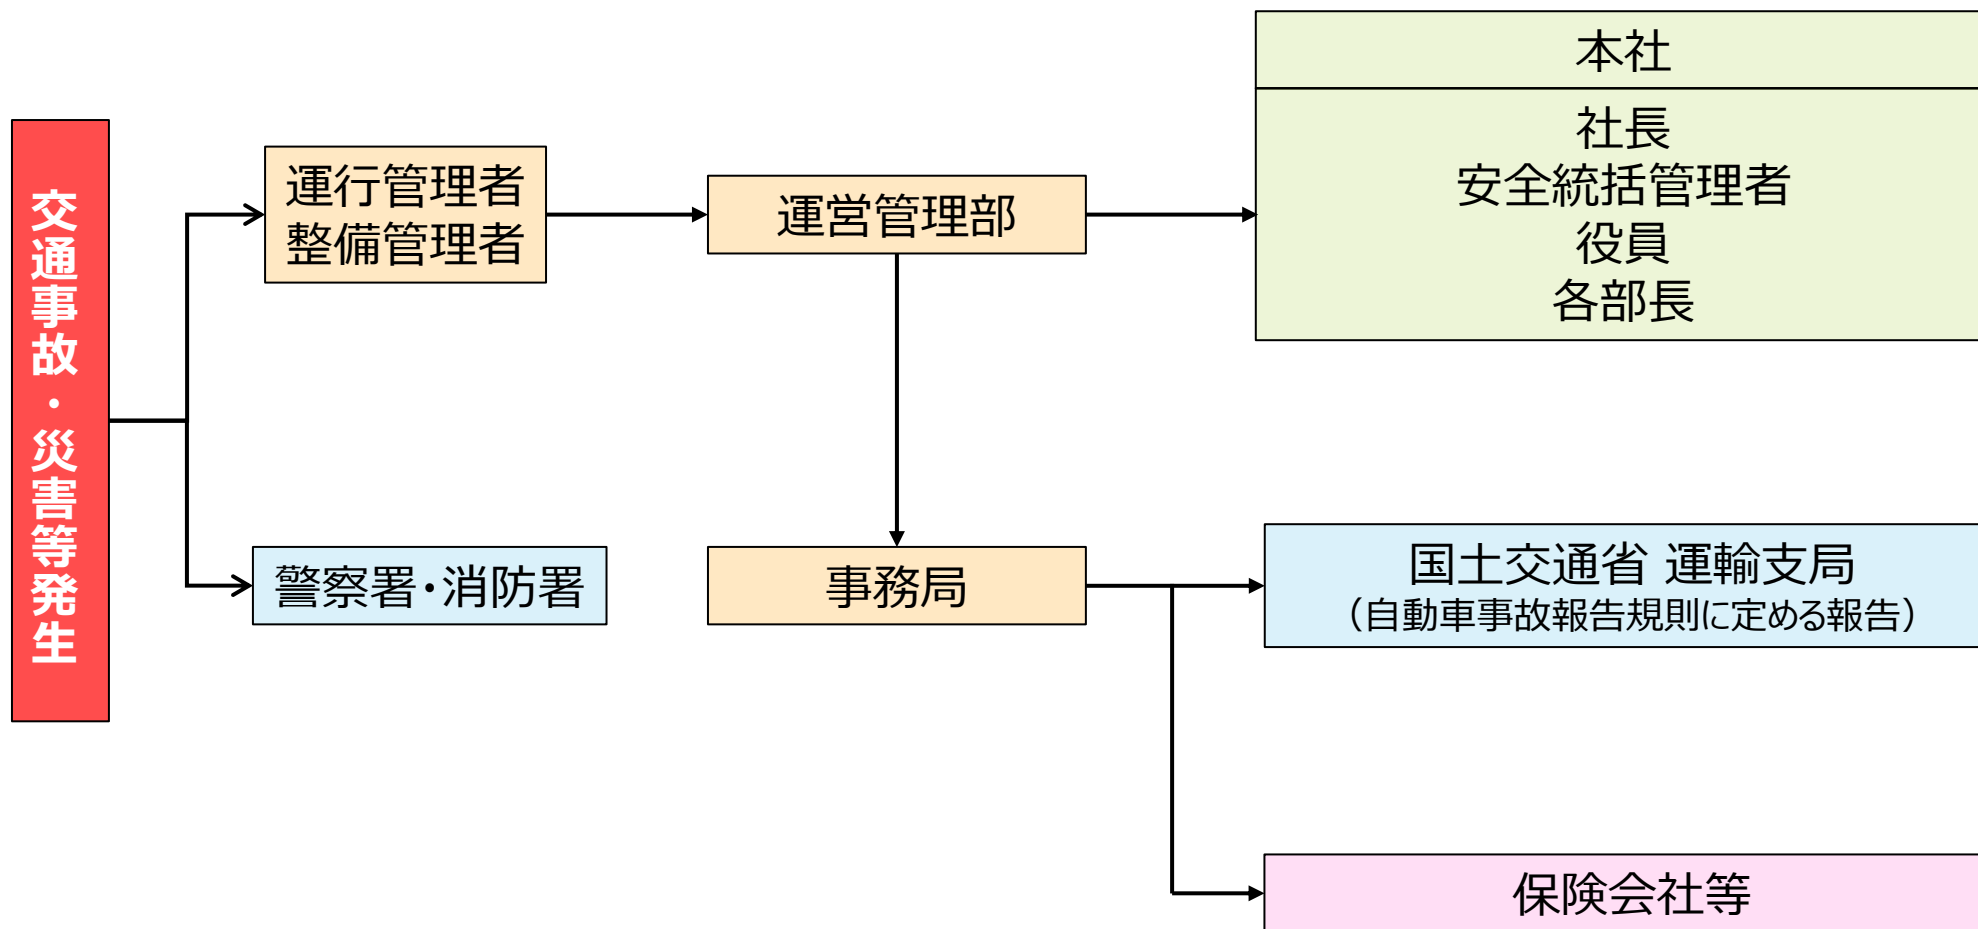 交通事故・災害等発生
運行管理者
整備管理者
運営管理部
本社
社長
安全統括管理者
役員
各部長
警察署・消防署
事務局
国土交通省 運輸支局
（自動車事故報告規則に定める報告）
保険会社等